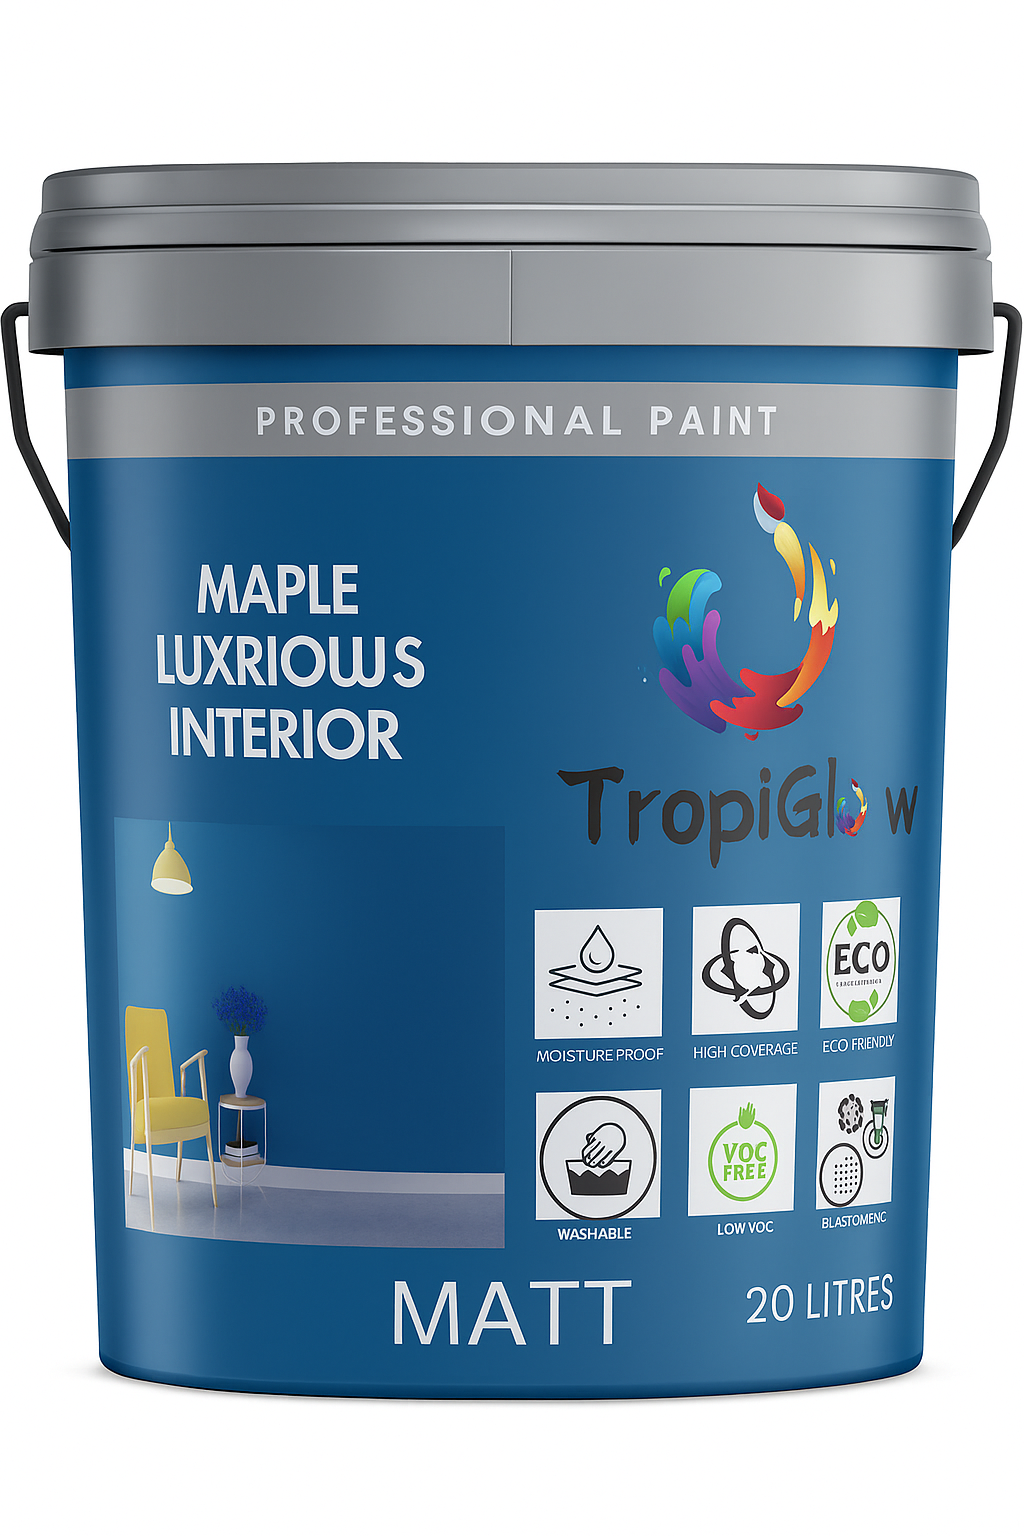 PROFESSIONAL PAINT
MAPLE
LUXRIOUS
INTERIOR
TropiGlow
MOISTURE PROOF
HIGH COVERAGE
ECO
ECO FRIENDLY
WASHABLE
VOC
FREE
LOW VOC
BLASTOMENC
MATT
20 LITRES